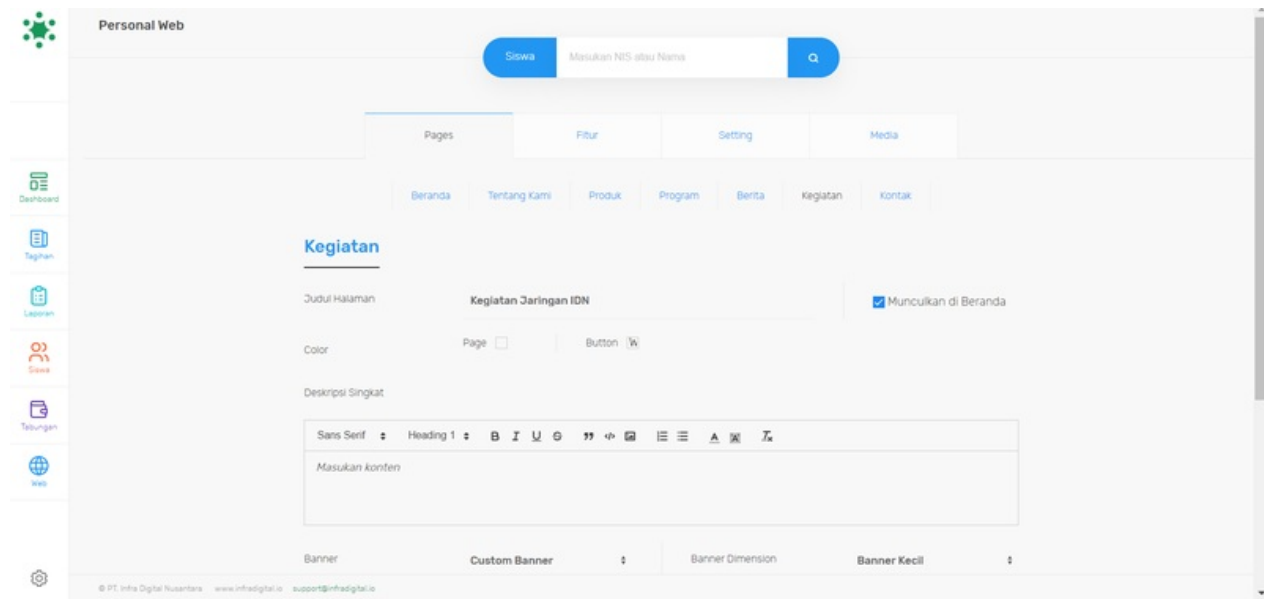 Personal Web
Siswa Masukan NIS atau Nama
Pages Fitur Setting Media
Dashboard
Beranda Tentang Kami Produk Program Berita Kegiatan Kontak
Tagihan
Kegiatan
Laporan
Judul Halaman Kegiatan Jaringan IDN Munculkan di Beranda
Siswa
Color Page Button
Deskripsi Singkat
Tabungan
Sans Serif Heading 1 B I U S A A Tx
Masukan konten
Web
Banner Custom Banner Banner Dimension Banner Kecil
© PT. Infra Digital Nusantara www.infradigital.io support@infradigital.io